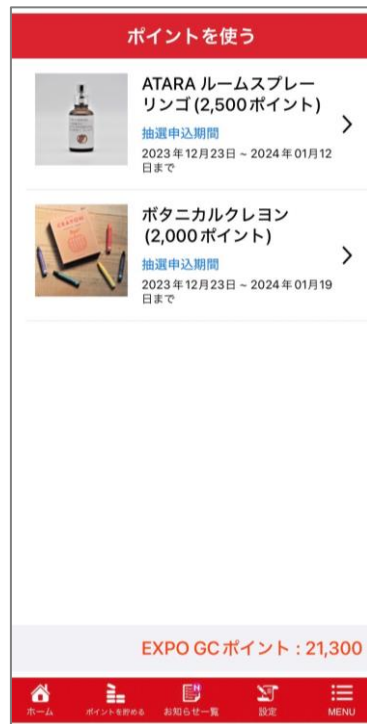 ポイントを使う
ATARA ルームスプレー
リンゴ (2,500ポイント)
抽選申込期間
2023年12月23日 ~ 2024年01月12
日まで
ボタニカルクレヨン
(2,000ポイント)
抽選申込期間
2023年12月23日 ~ 2024年01月19
日まで
CRAYON
EXPO GCポイント : 21,300
ホーム
ポイントを貯める
お知らせ一覧
設定
MENU